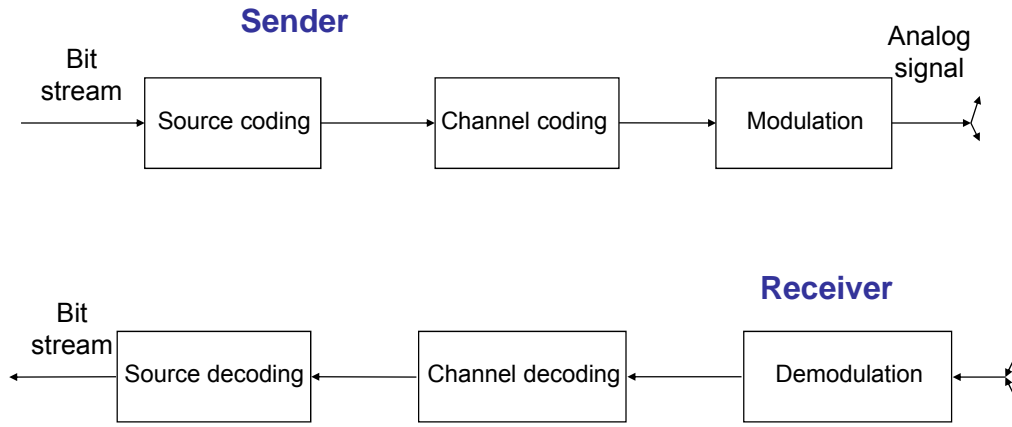 Sender
Bit
stream
Analog
signal
Source coding
Channel coding
Modulation
Receiver
Bit
stream
Source decoding
Channel decoding
Demodulation